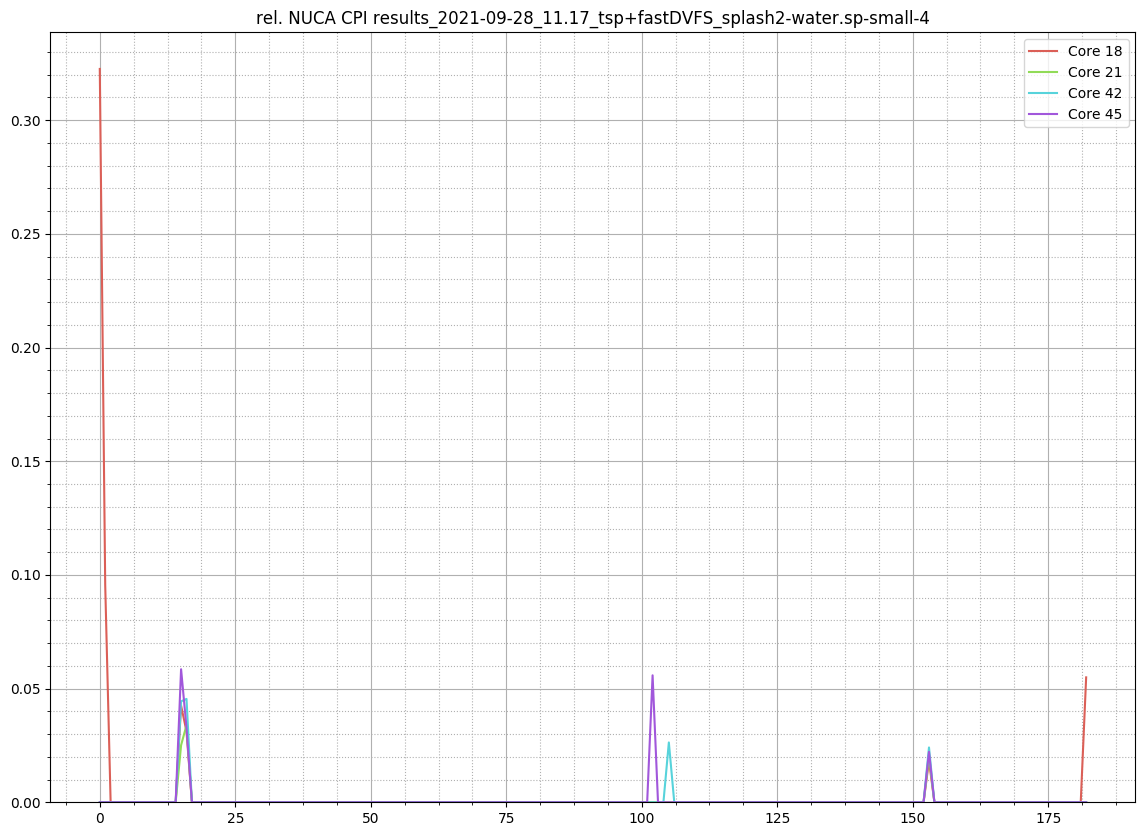 rel. NUCA CPI results_2021-09-28_11.17_tsp+fastDVFS_splash2-water.sp-small-4
Core 18
Core 21
Core 42
Core 45
0.30
0.25
0.20
0.15
0.10
0.05
0.00
0 25 50 75 100 125 150 175